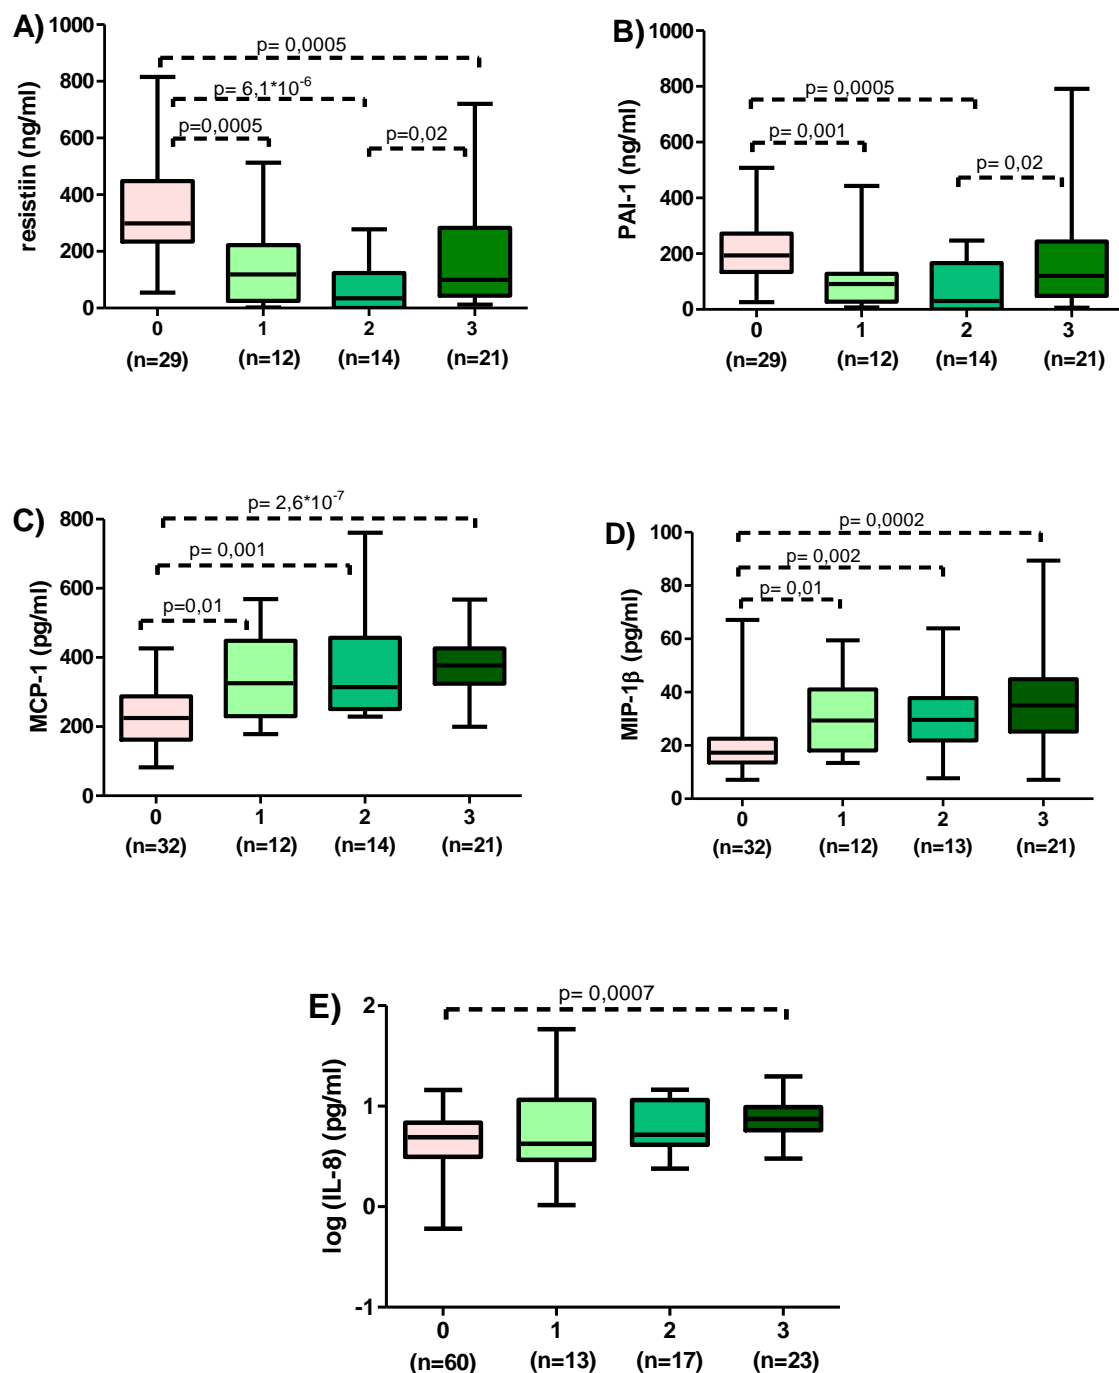 A)
resistiin (ng/ml)
1000
800
600
400
200
0
p= 0,0005
p= 6,1*10⁻⁶
p=0,0005
p=0,02
0 1 2 3
(n=29) (n=12) (n=14) (n=21)
B)
PAI-1 (ng/ml)
1000
800
600
400
200
0
p= 0,0005
p= 0,001
p= 0,02
0 1 2 3
(n=29) (n=12) (n=14) (n=21)
C)
MCP-1 (pg/ml)
800
600
400
200
0
p= 2,6*10⁻⁷
p= 0,001
p=0,01
0 1 2 3
(n=32) (n=12) (n=14) (n=21)
D)
MIP-1β (pg/ml)
100
80
60
40
20
0
p= 0,0002
p= 0,002
p= 0,01
0 1 2 3
(n=32) (n=12) (n=13) (n=21)
E)
log (IL-8) (pg/ml)
2
1
0
-1
p= 0,0007
0 1 2 3
(n=60) (n=13) (n=17) (n=23)